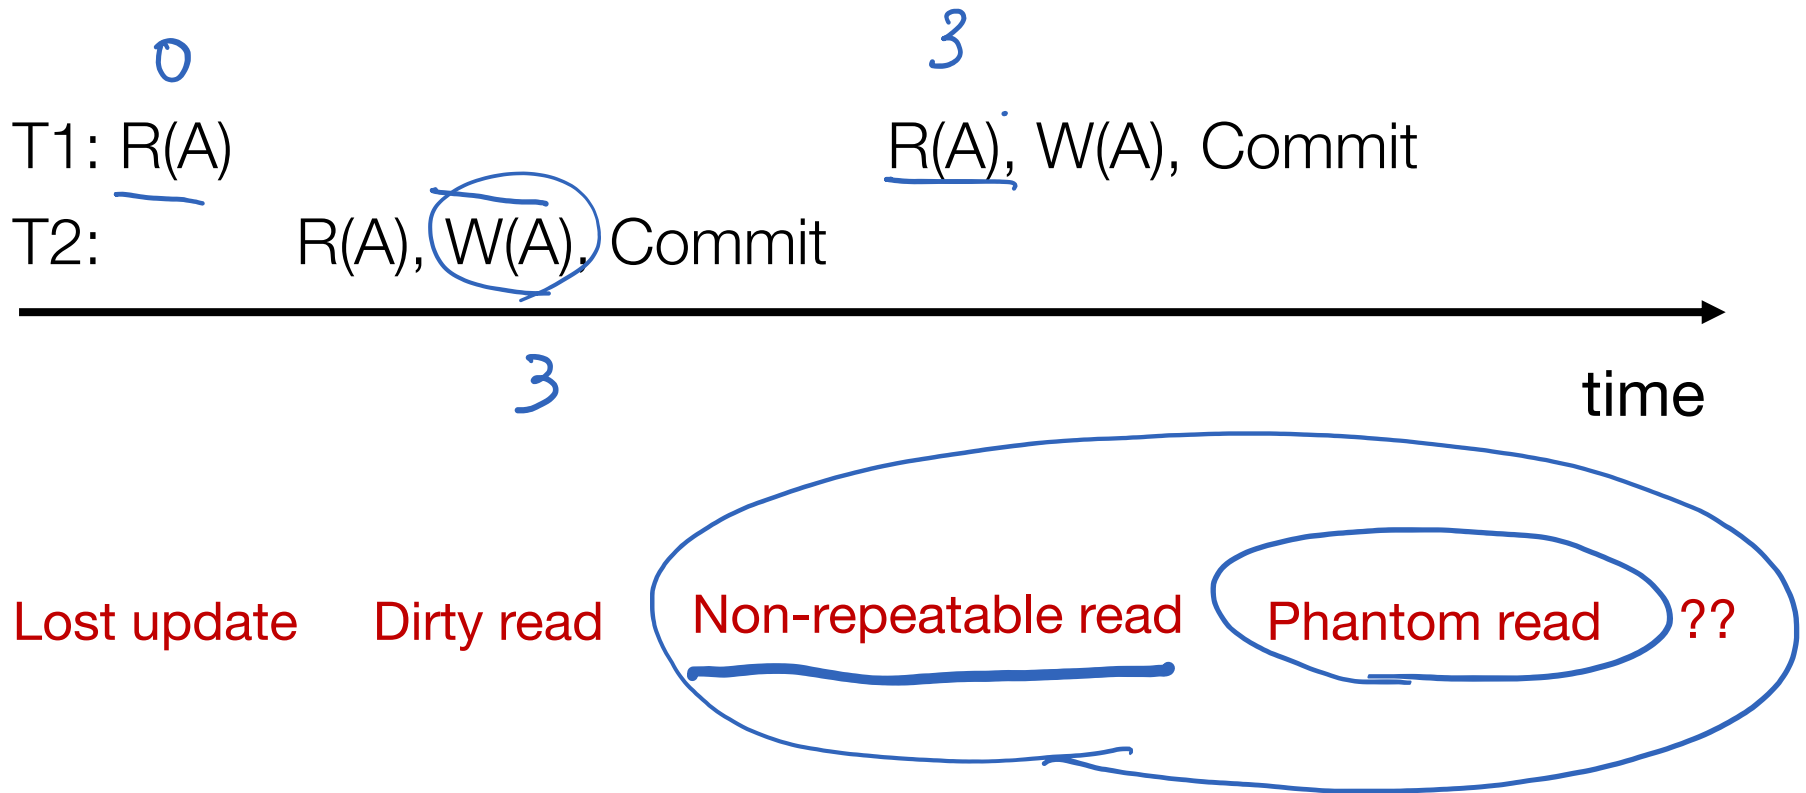 0 3
T1: R(A) R(A), W(A), Commit
T2: R(A), W(A), Commit
3
time
Lost update Dirty read Non-repeatable read Phantom read ??